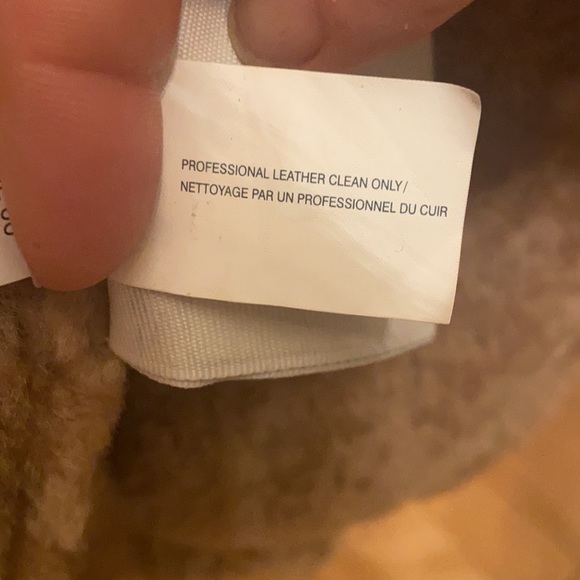 PROFESSIONAL LEATHER CLEAN ONLY/
NETTOYAGE PAR UN PROFESSIONNEL DU CUIR